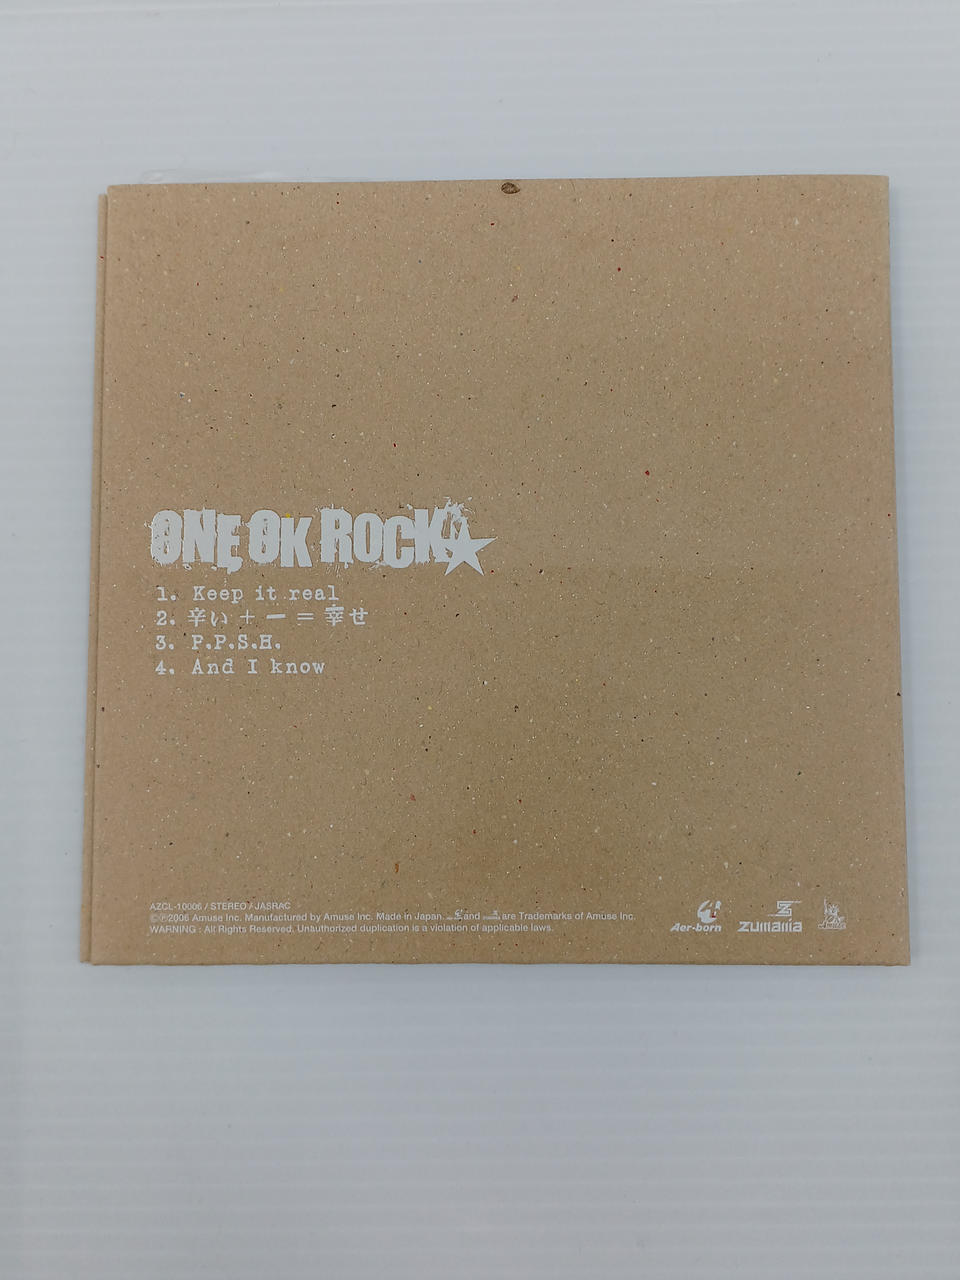 ONE OK ROCK
1. Keep it real
2. 辛い + 一 = 幸せ
3. P.P.S.H.
4. And I know
AZCL-10006 / STEREO / JASRAC
©℗2006 Amuse Inc. Manufactured by Amuse Inc. Made in Japan. and are Trademarks of Amuse Inc.
WARNING : All Rights Reserved. Unauthorized duplication is a violation of applicable laws.
Aer-born
zumania
Amuse